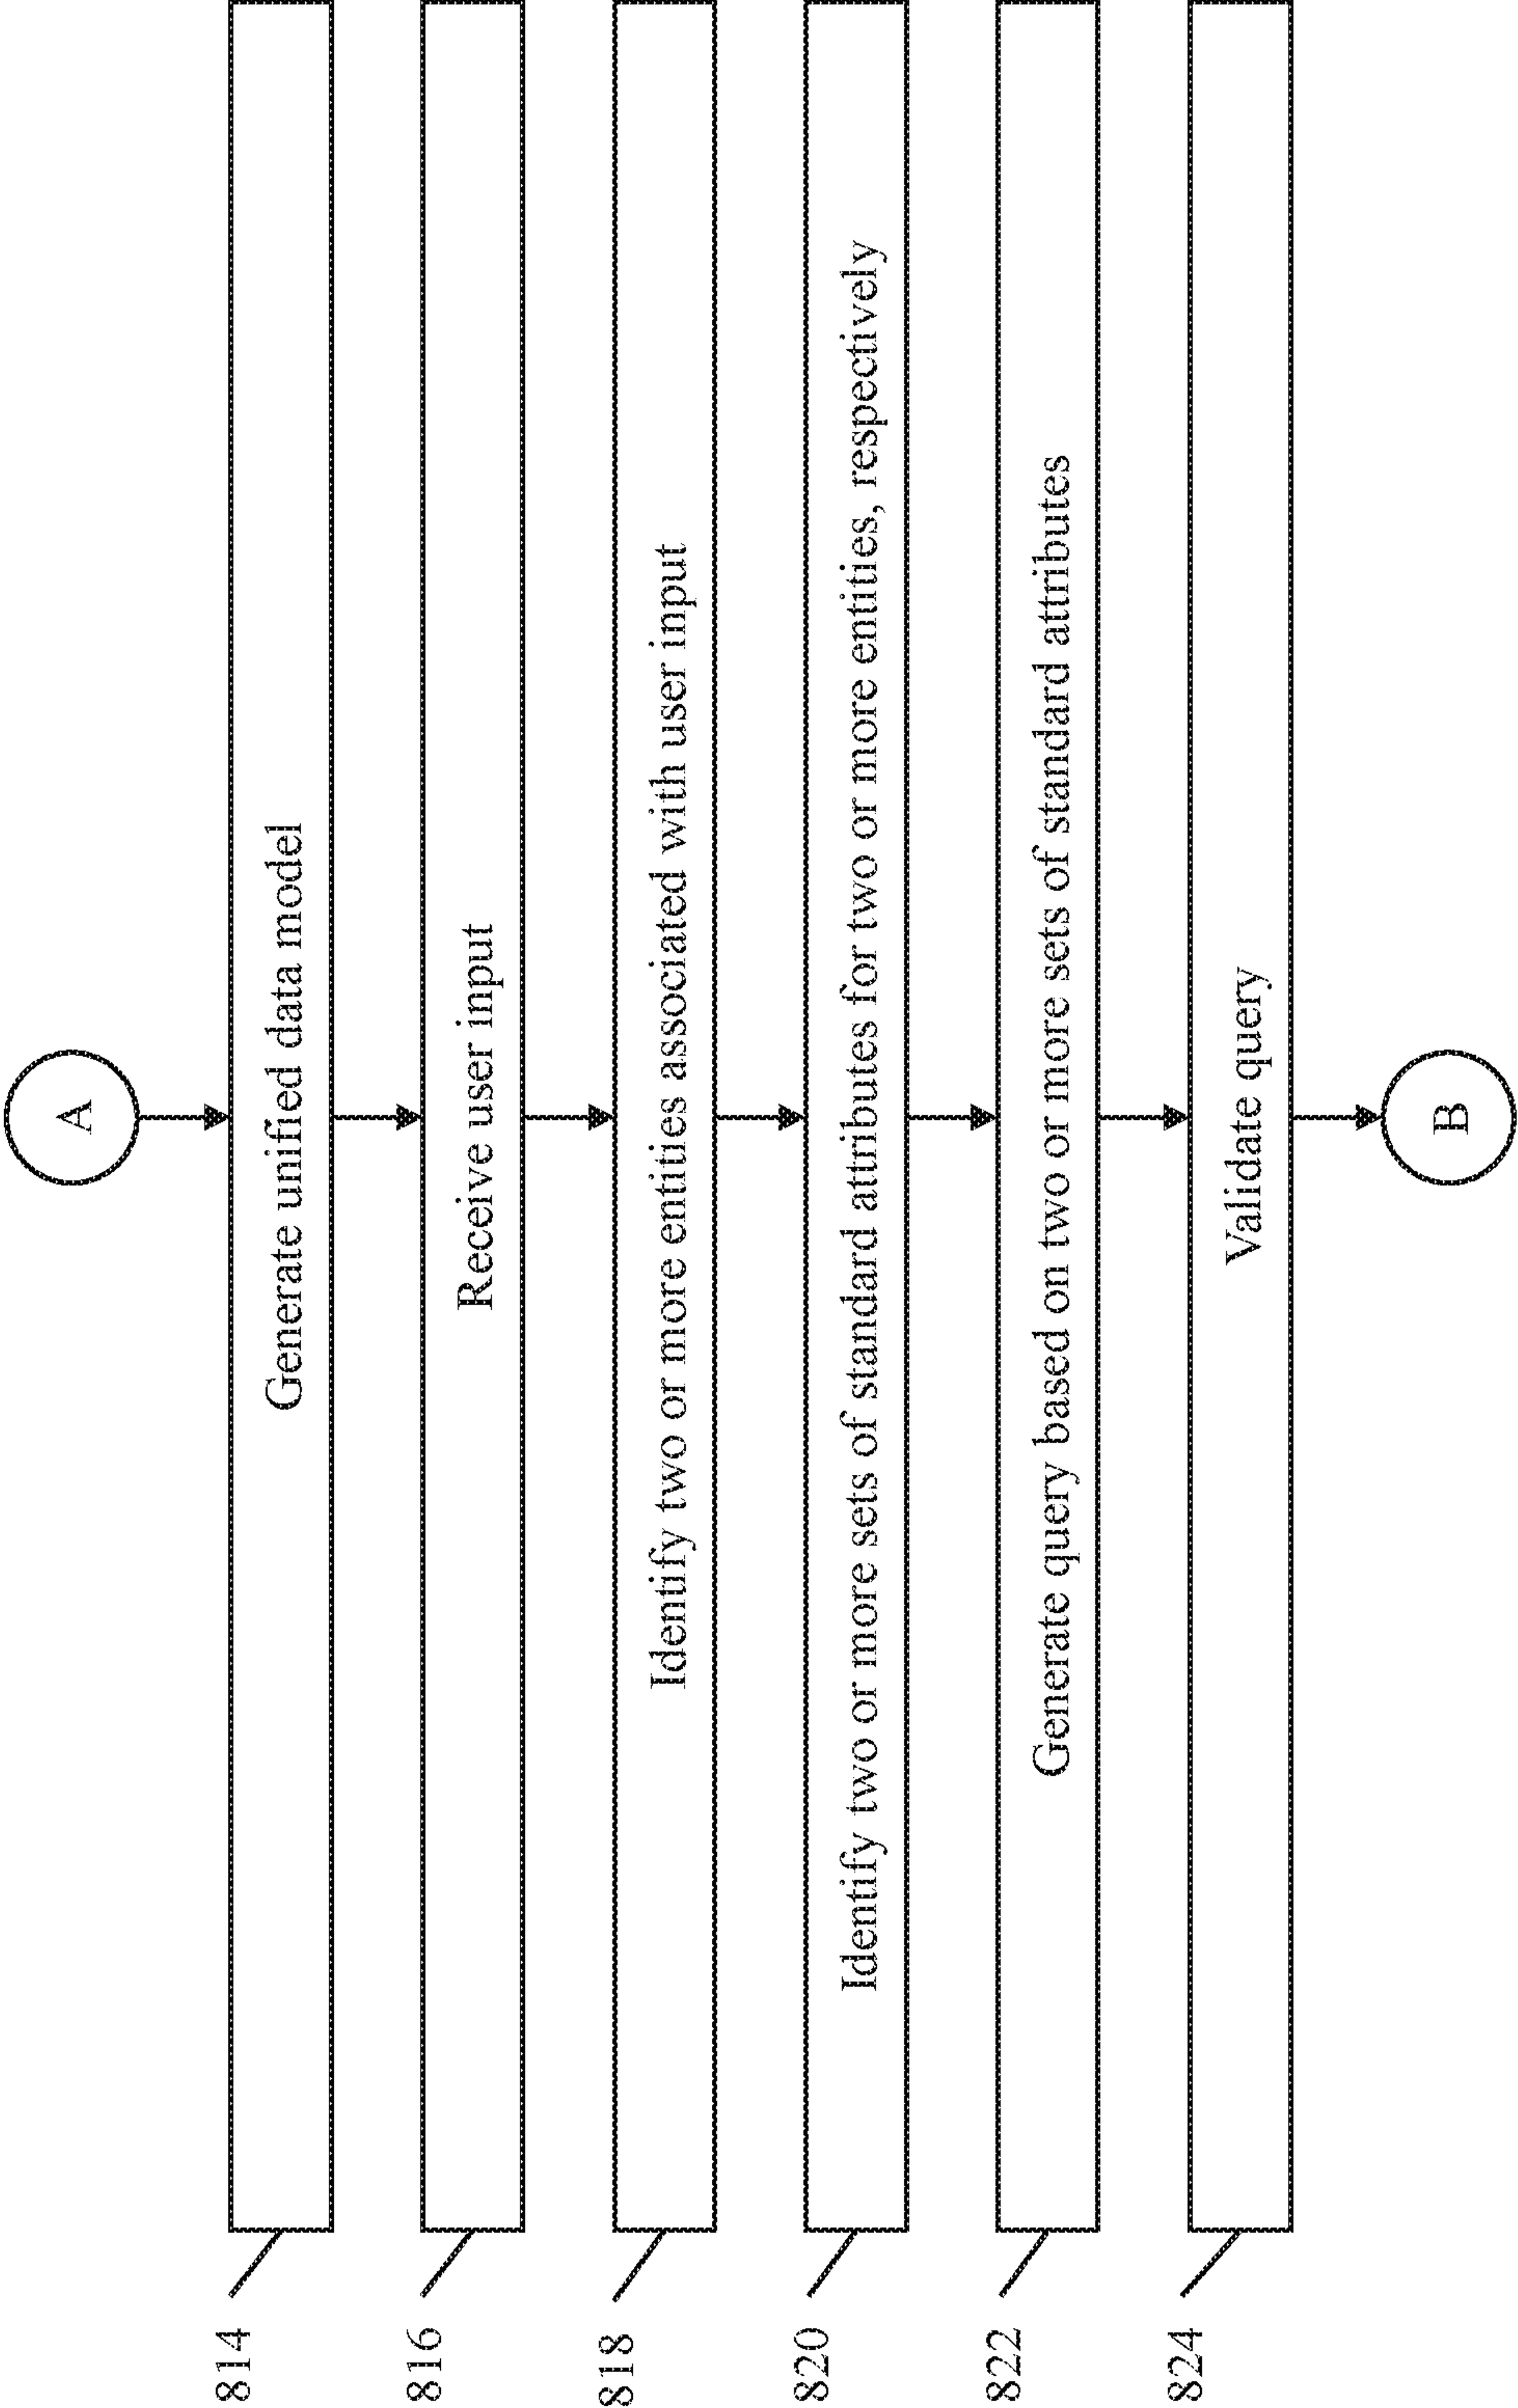 A
814
Generate unified data model
816
Receive user input
818
Identify two or more entities associated with user input
820
Identify two or more sets of standard attributes for two or more entities, respectively
822
Generate query based on two or more sets of standard attributes
824
Validate query
B